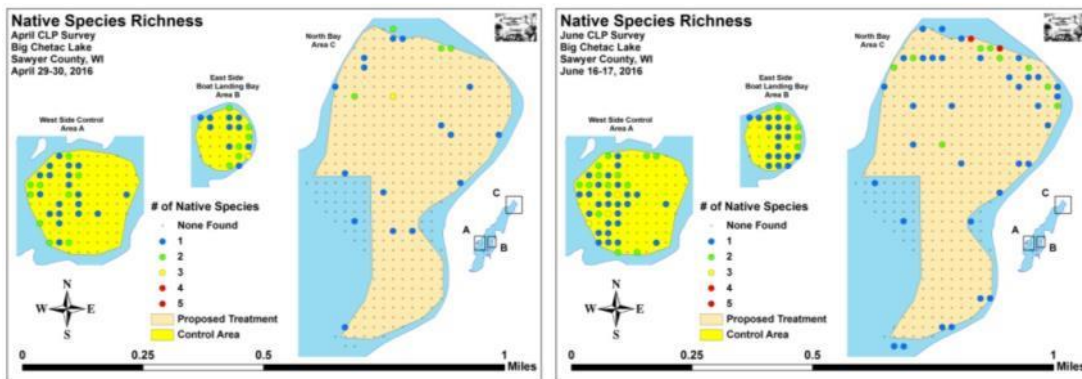 Native Species Richness
April CLP Survey
Big Chetac Lake
Sawyer County, WI
April 29-30, 2016
North Bay
Area C
East Side
Boat Landing Bay
Area B
West Side Control
Area A
# of Native Species
None Found
1
2
3
4
5
Proposed Treatment
Control Area
N
W
E
S
C
A
B
0
0.25
0.5
1
Miles
Native Species Richness
June CLP Survey
Big Chetac Lake
Sawyer County, WI
June 16-17, 2016
North Bay
Area C
East Side
Boat Landing Bay
Area B
West Side Control
Area A
# of Native Species
None Found
1
2
3
4
5
Proposed Treatment
Control Area
N
W
E
S
C
A
B
0
0.25
0.5
1
Miles